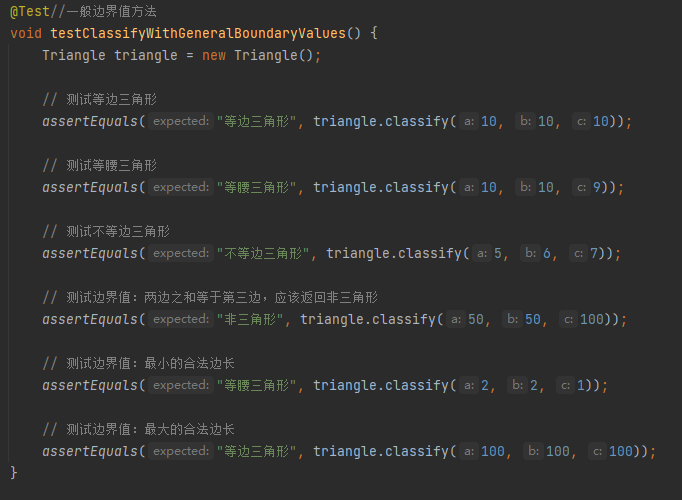 @Test//一般边界值方法
void testClassifyWithGeneralBoundaryValues() {
Triangle triangle = new Triangle();
// 测试等边三角形
assertEquals( expected: "等边三角形", triangle.classify( a: 10, b: 10, c: 10));
// 测试等腰三角形
assertEquals( expected: "等腰三角形", triangle.classify( a: 10, b: 10, c: 9));
// 测试不等边三角形
assertEquals( expected: "不等边三角形", triangle.classify( a: 5, b: 6, c: 7));
// 测试边界值：两边之和等于第三边，应该返回非三角形
assertEquals( expected: "非三角形", triangle.classify( a: 50, b: 50, c: 100));
// 测试边界值：最小的合法边长
assertEquals( expected: "等腰三角形", triangle.classify( a: 2, b: 2, c: 1));
// 测试边界值：最大的合法边长
assertEquals( expected: "等边三角形", triangle.classify( a: 100, b: 100, c: 100));
}